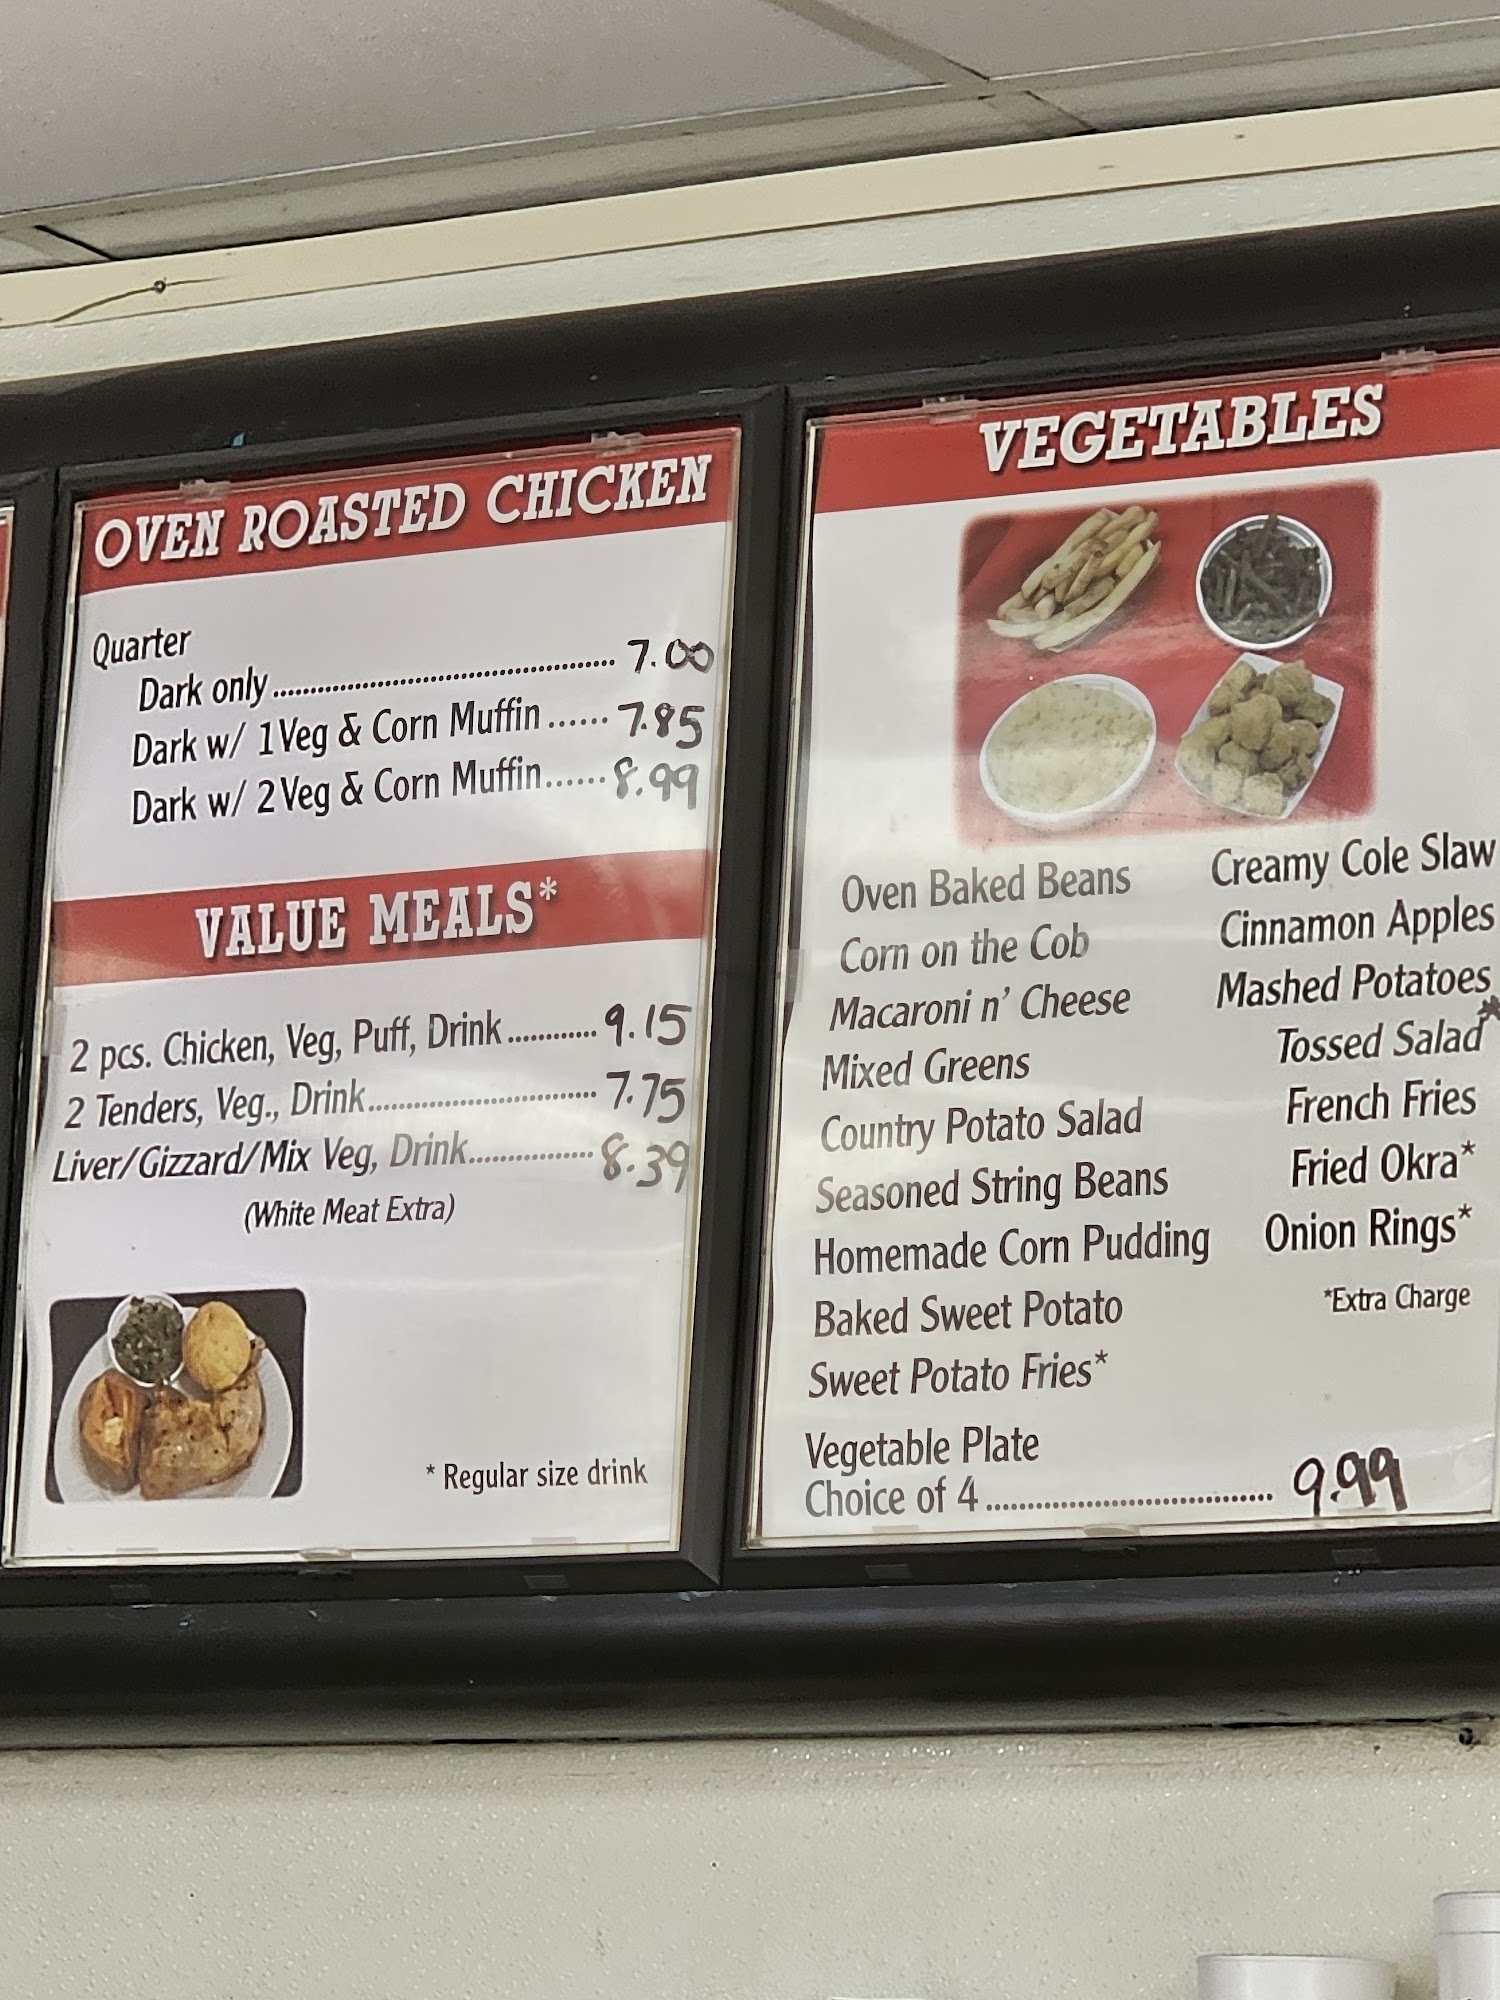 OVEN ROASTED CHICKEN
Quarter
Dark only.......................................... 7.00
Dark w/ 1 Veg & Corn Muffin...... 7.85
Dark w/ 2 Veg & Corn Muffin...... 8.99
VALUE MEALS*
2 pcs. Chicken, Veg, Puff, Drink............ 9.15
2 Tenders, Veg., Drink............................... 7.75
Liver/Gizzard/Mix Veg, Drink................. 8.39
(White Meat Extra)
* Regular size drink
VEGETABLES
Oven Baked Beans
Corn on the Cob
Macaroni n' Cheese
Mixed Greens
Country Potato Salad
Seasoned String Beans
Homemade Corn Pudding
Baked Sweet Potato
Sweet Potato Fries*
Creamy Cole Slaw
Cinnamon Apples
Mashed Potatoes
Tossed Salad*
French Fries
Fried Okra*
Onion Rings*
*Extra Charge
Vegetable Plate
Choice of 4.................................... 9.99